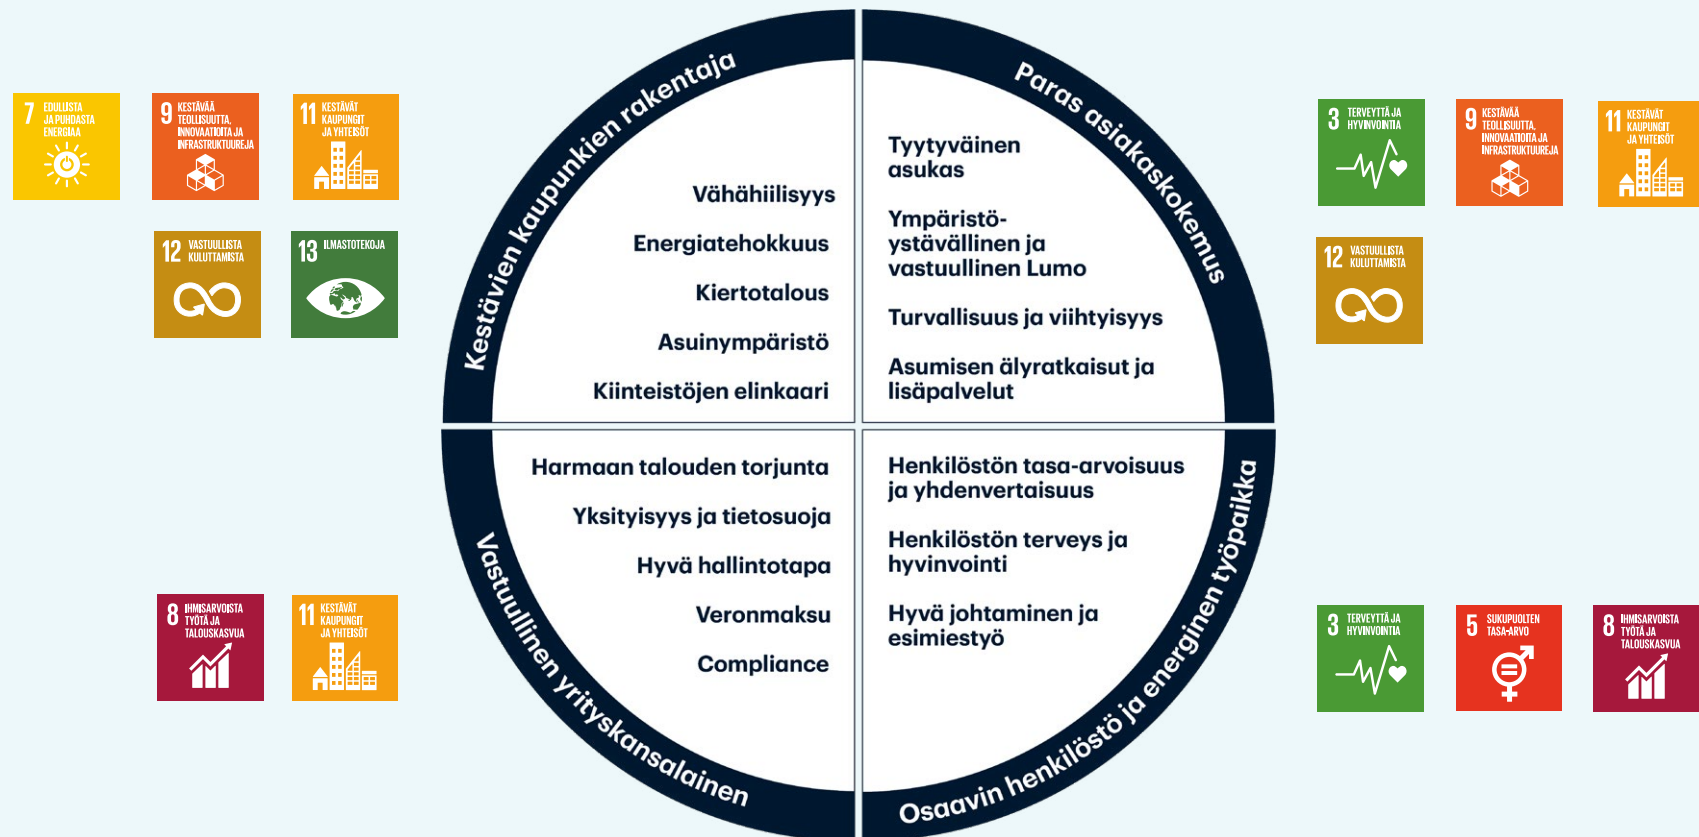 Kestävien kaupunkien rakentaja
7 EDULLISTA
JA PUHDASTA
ENERGIAA
9 KESTÄVÄÄ
TEOLLISUUTTA,
INNOVAATIOITA JA
INFRASTRUKTUUREJA
11 KESTÄVÄT
KAUPUNGIT
JA YHTEISÖT
12 VASTUULLISTA
KULUTTAMISTA
13 ILMASTOTEKOJA
Vähähiilisyys
Energiatehokkuus
Kiertotalous
Asuinympäristö
Kiinteistöjen elinkaari
Paras asiakaskokemus
Tyytyväinen
asukas
Ympäristö-
ystävällinen ja
vastuullinen Lumo
Turvallisuus ja viihtyisyys
Asumisen älyratkaisut ja
lisäpalvelut
3 TERVEYTTÄ JA
HYVINVOINTIA
9 KESTÄVÄÄ
TEOLLISUUTTA,
INNOVAATIOITA JA
INFRASTRUKTUUREJA
11 KESTÄVÄT
KAUPUNGIT
JA YHTEISÖT
12 VASTUULLISTA
KULUTTAMISTA
Vastuullinen yrityskansalainen
8 IHMISARVOISTA
TYÖTÄ JA
TALOUSKASVUA
11 KESTÄVÄT
KAUPUNGIT
JA YHTEISÖT
Harmaan talouden torjunta
Yksityisyys ja tietosuoja
Hyvä hallintotapa
Veronmaksu
Compliance
Osaavin henkilöstö ja energinen työpaikka
Henkilöstön tasa-arvoisuus
ja yhdenvertaisuus
Henkilöstön terveys ja
hyvinvointi
Hyvä johtaminen ja
esimiestyö
3 TERVEYTTÄ JA
HYVINVOINTIA
5 SUKUPUOLTEN
TASA-ARVO
8 IHMISARVOISTA
TYÖTÄ JA
TALOUSKASVUA